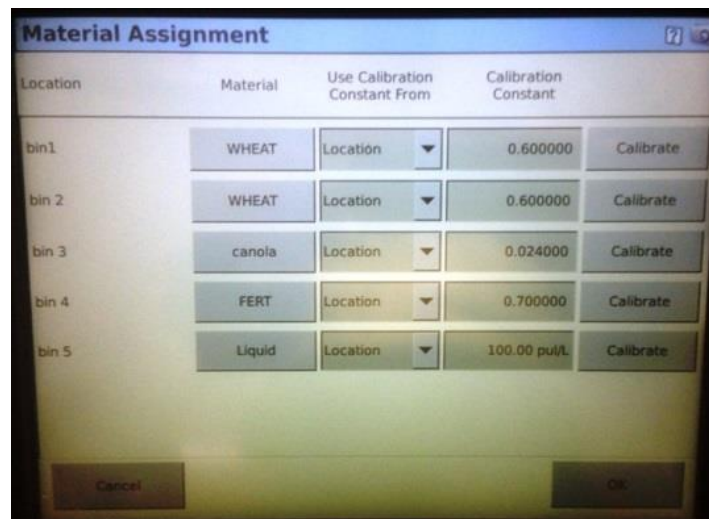 Material Assignment
?
Location Material Use Calibration Constant From Calibration Constant
bin1 WHEAT Location 0.600000 Calibrate
bin 2 WHEAT Location 0.600000 Calibrate
bin 3 canola Location 0.024000 Calibrate
bin 4 FERT Location 0.700000 Calibrate
bin 5 Liquid Location 100.00 pul/L Calibrate
Cancel OK